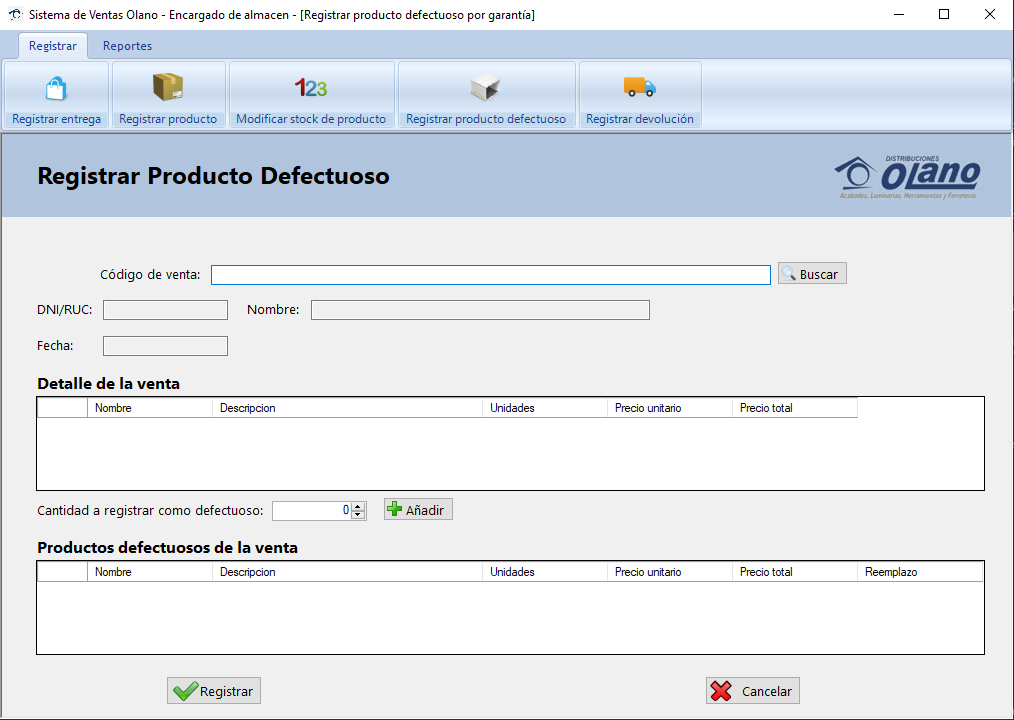 Sistema de Ventas Olano - Encargado de almacen - [Registrar producto defectuoso por garantía]
Registrar Reportes
123
Registrar entrega Registrar producto Modificar stock de producto Registrar producto defectuoso Registrar devolución
Registrar Producto Defectuoso
DISTRIBUCIONES
Olano
Acabados, Luminarias, Herramientas y Ferretería.
Código de venta: Buscar
DNI/RUC: Nombre:
Fecha:
Detalle de la venta
Nombre Descripcion Unidades Precio unitario Precio total
Cantidad a registrar como defectuoso: 0 Añadir
Productos defectuosos de la venta
Nombre Descripcion Unidades Precio unitario Precio total Reemplazo
Registrar Cancelar